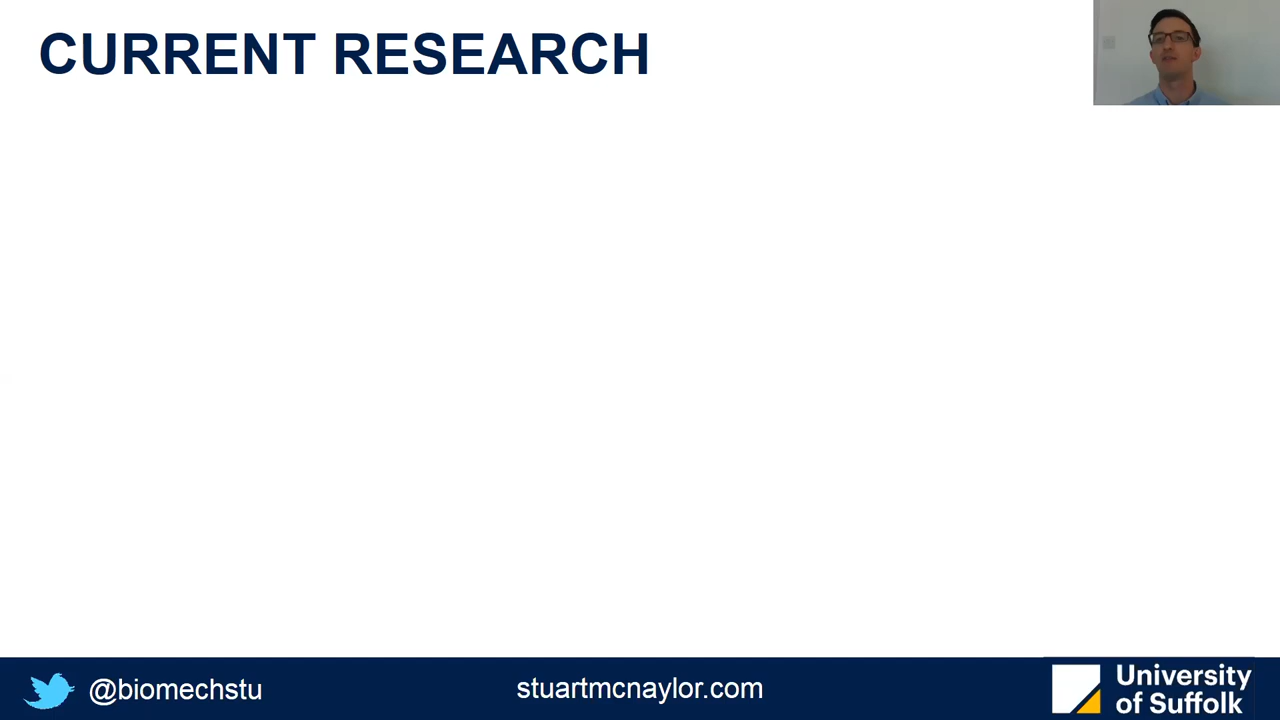 CURRENT RESEARCH
@biomechstu
stuartmcnaylor.com
University
of Suffolk